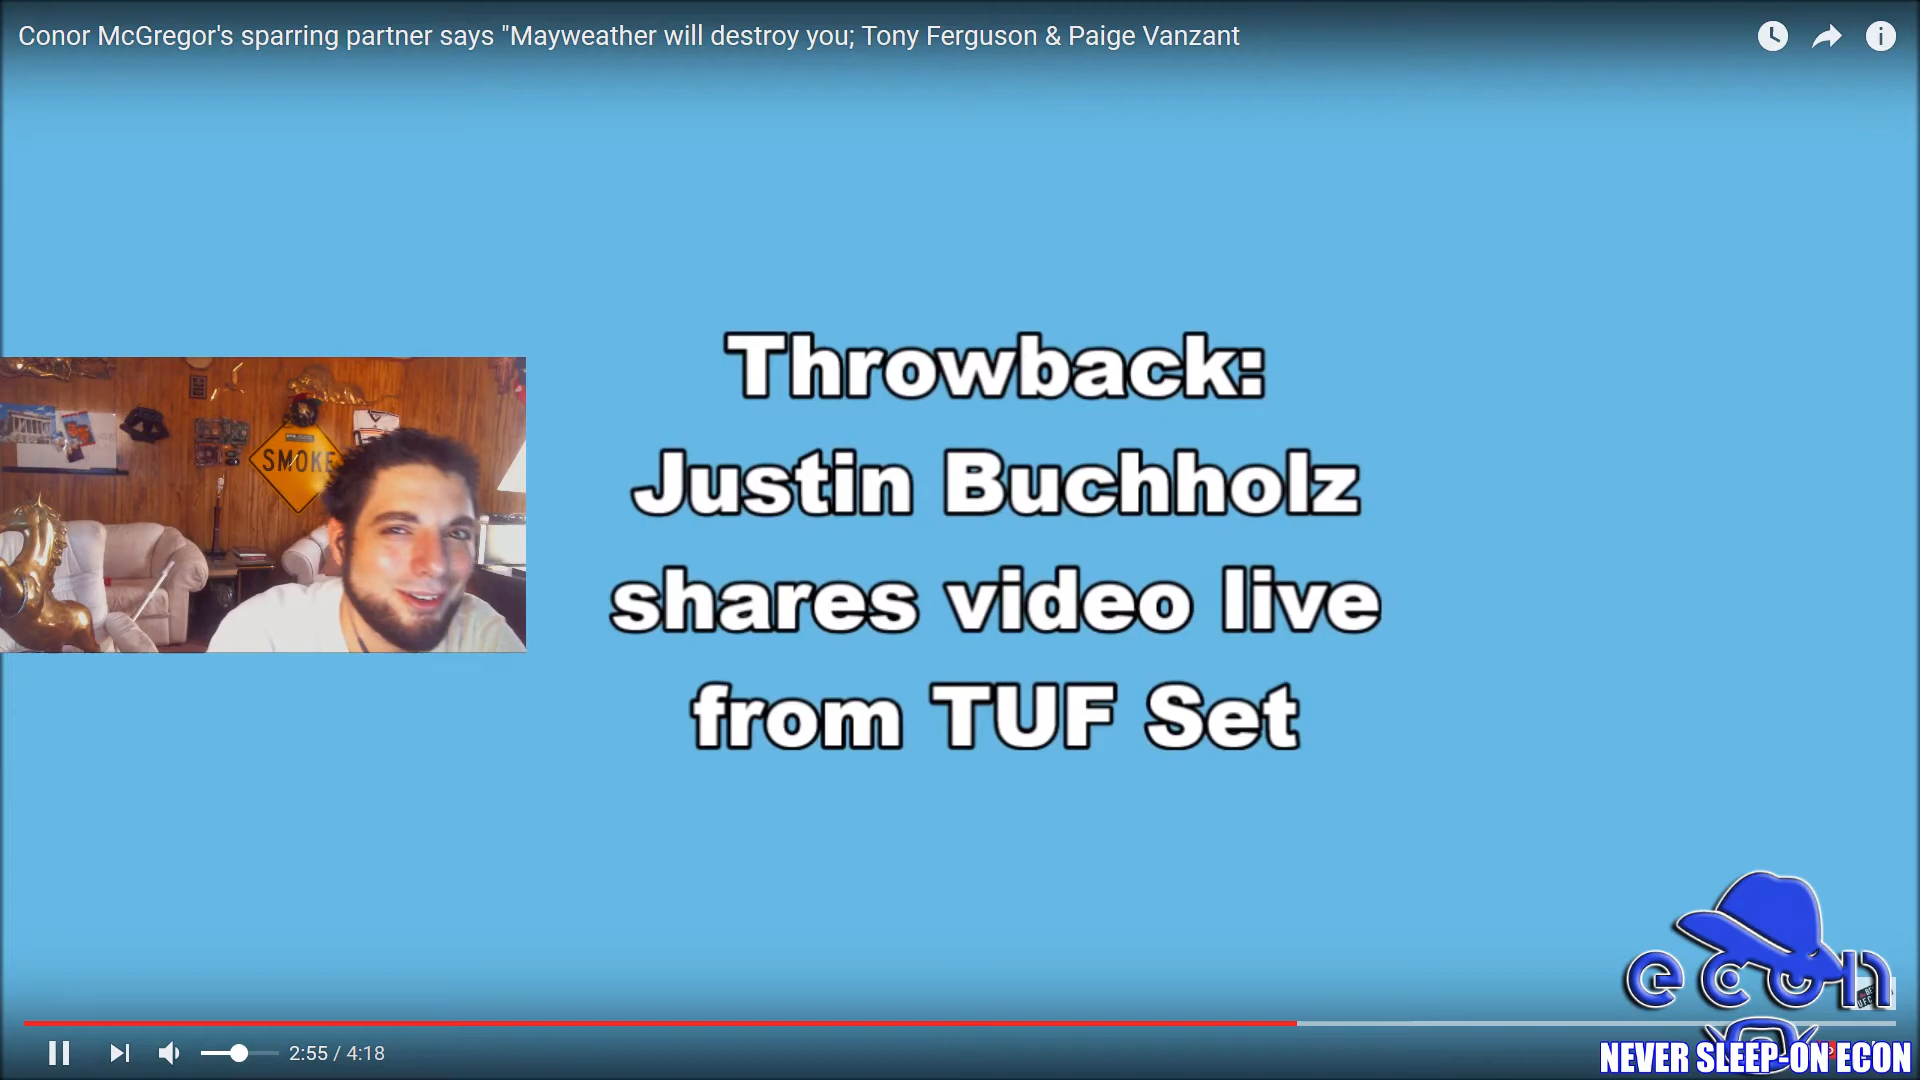 Conor McGregor's sparring partner says "Mayweather will destroy you; Tony Ferguson & Paige Vanzant
Throwback:
Justin Buchholz
shares video live
from TUF Set
SMOKE
econ
2:55 / 4:18
NEVER SLEEP-ON ECON